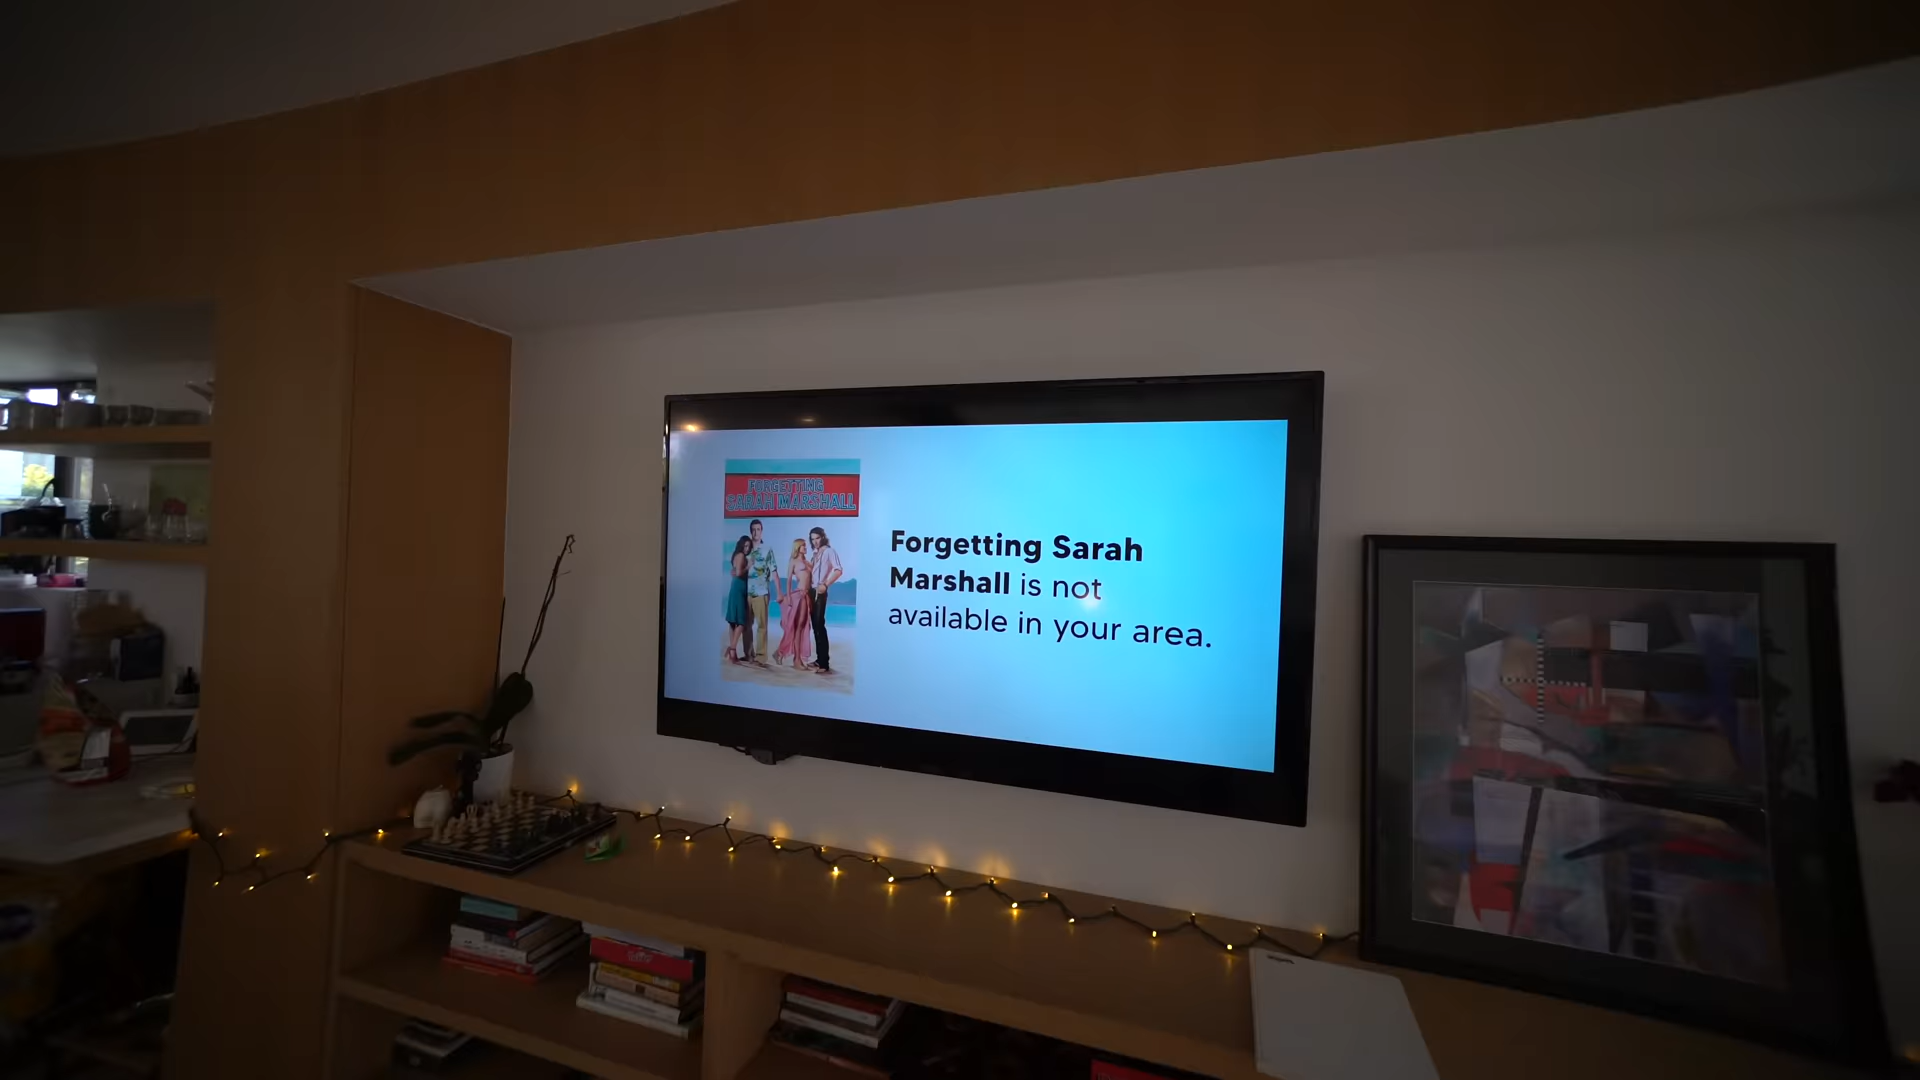 FORGETTING
SARAH MARSHALL
Forgetting Sarah
Marshall is not
available in your area.